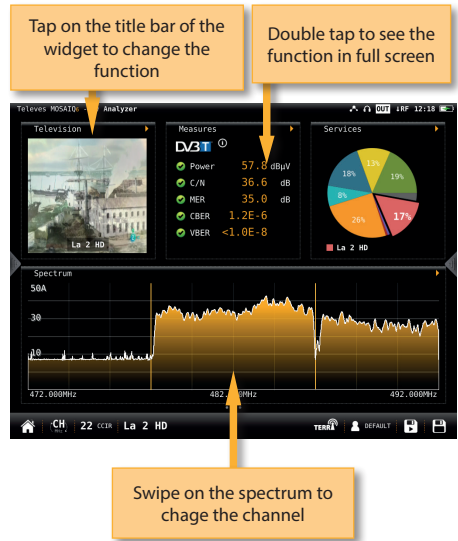 Tap on the title bar of the
widget to change the
function
Double tap to see the
function in full screen
Televes MOSAIQ6 - Analyzer
OUT ↓RF 12:18
Television
La 2 HD
Measures
DVB T
Power 57.8 dBµV
C/N 36.6 dB
MER 35.0 dB
CBER 1.2E-6
VBER <1.0E-8
Services
13%
19%
18%
8%
26%
17%
La 2 HD
Spectrum
50A
30
10
472.000MHz 482.000MHz 492.000MHz
CH 22 CCIR La 2 HD TERRA DEFAULT
Swipe on the spectrum to
chage the channel